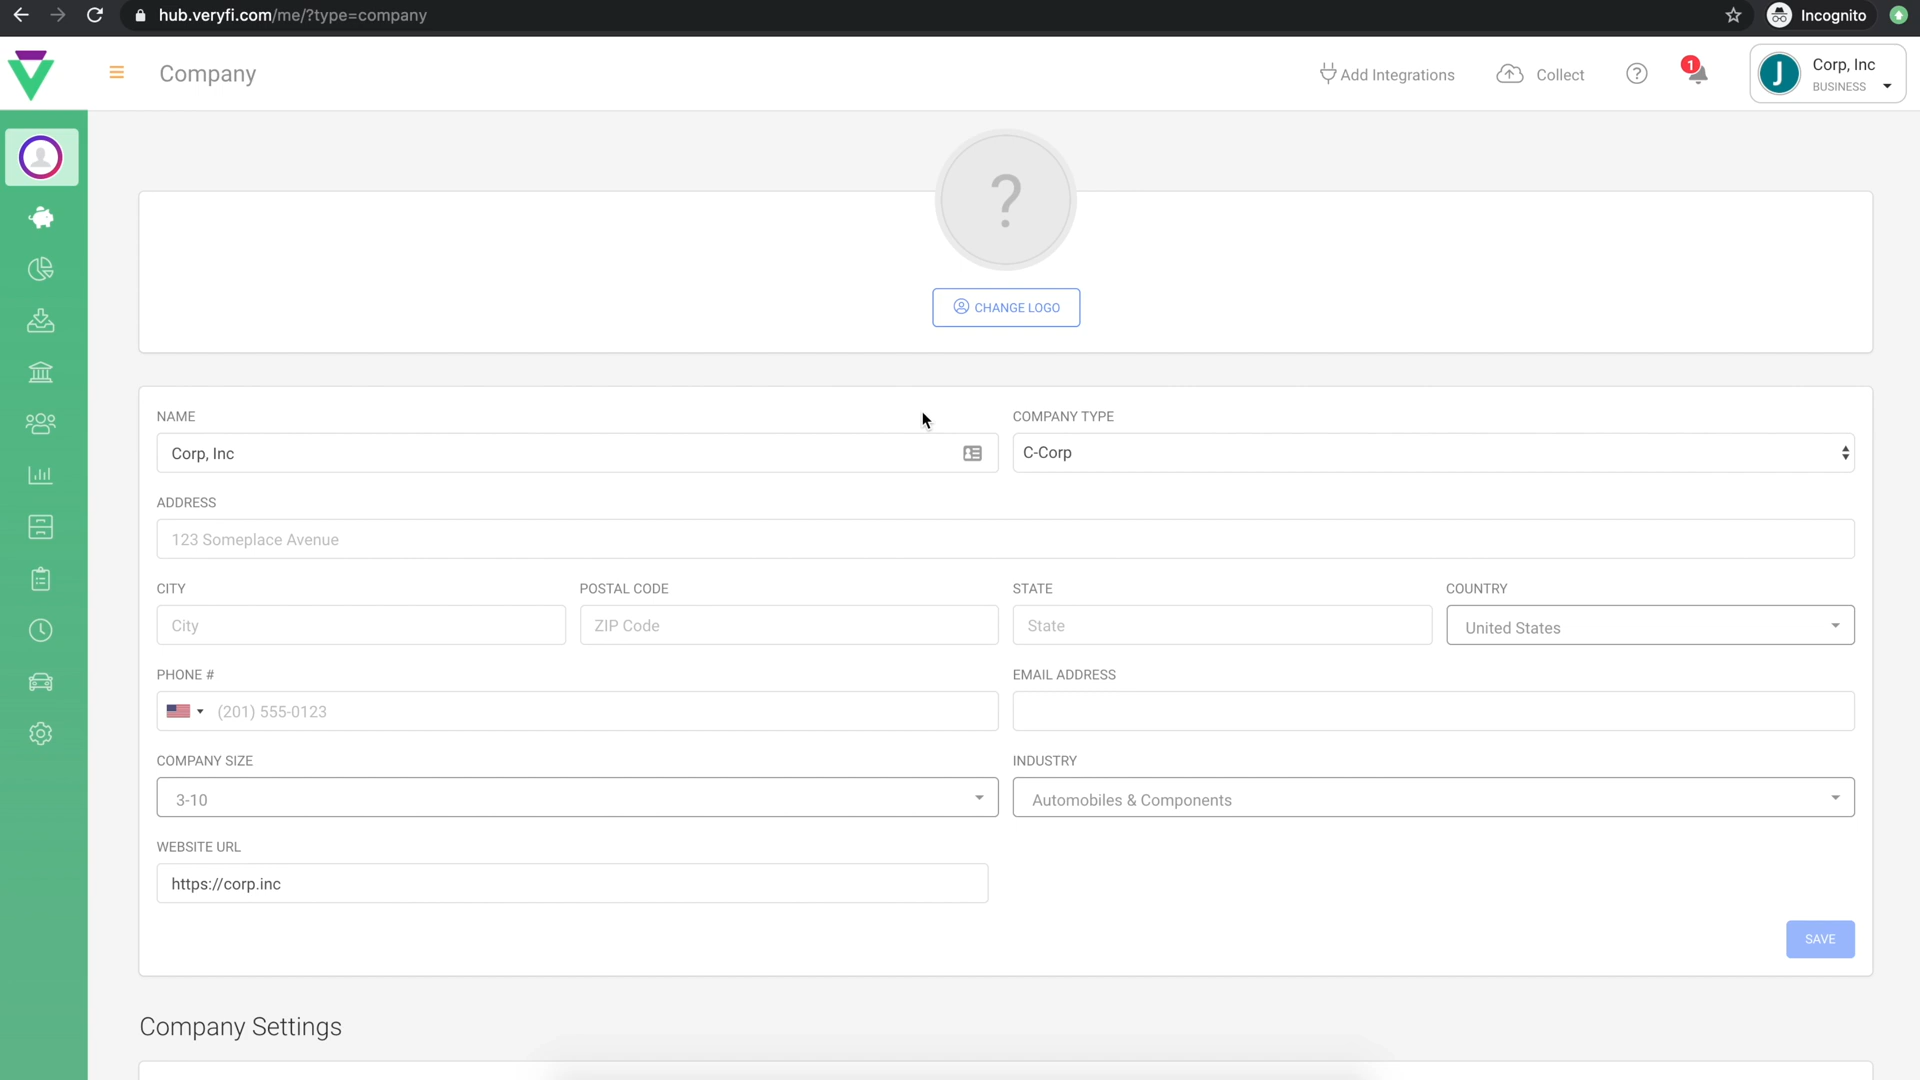 hub.veryfi.com/me/?type=company
Incognito
Company
Add Integrations
Collect
?
1
J
Corp, Inc
BUSINESS
?
CHANGE LOGO
NAME
COMPANY TYPE
Corp, Inc
C-Corp
ADDRESS
123 Someplace Avenue
CITY
POSTAL CODE
STATE
COUNTRY
City
ZIP Code
State
United States
PHONE #
EMAIL ADDRESS
(201) 555-0123
COMPANY SIZE
INDUSTRY
3-10
Automobiles & Components
WEBSITE URL
https://corp.inc
SAVE
Company Settings